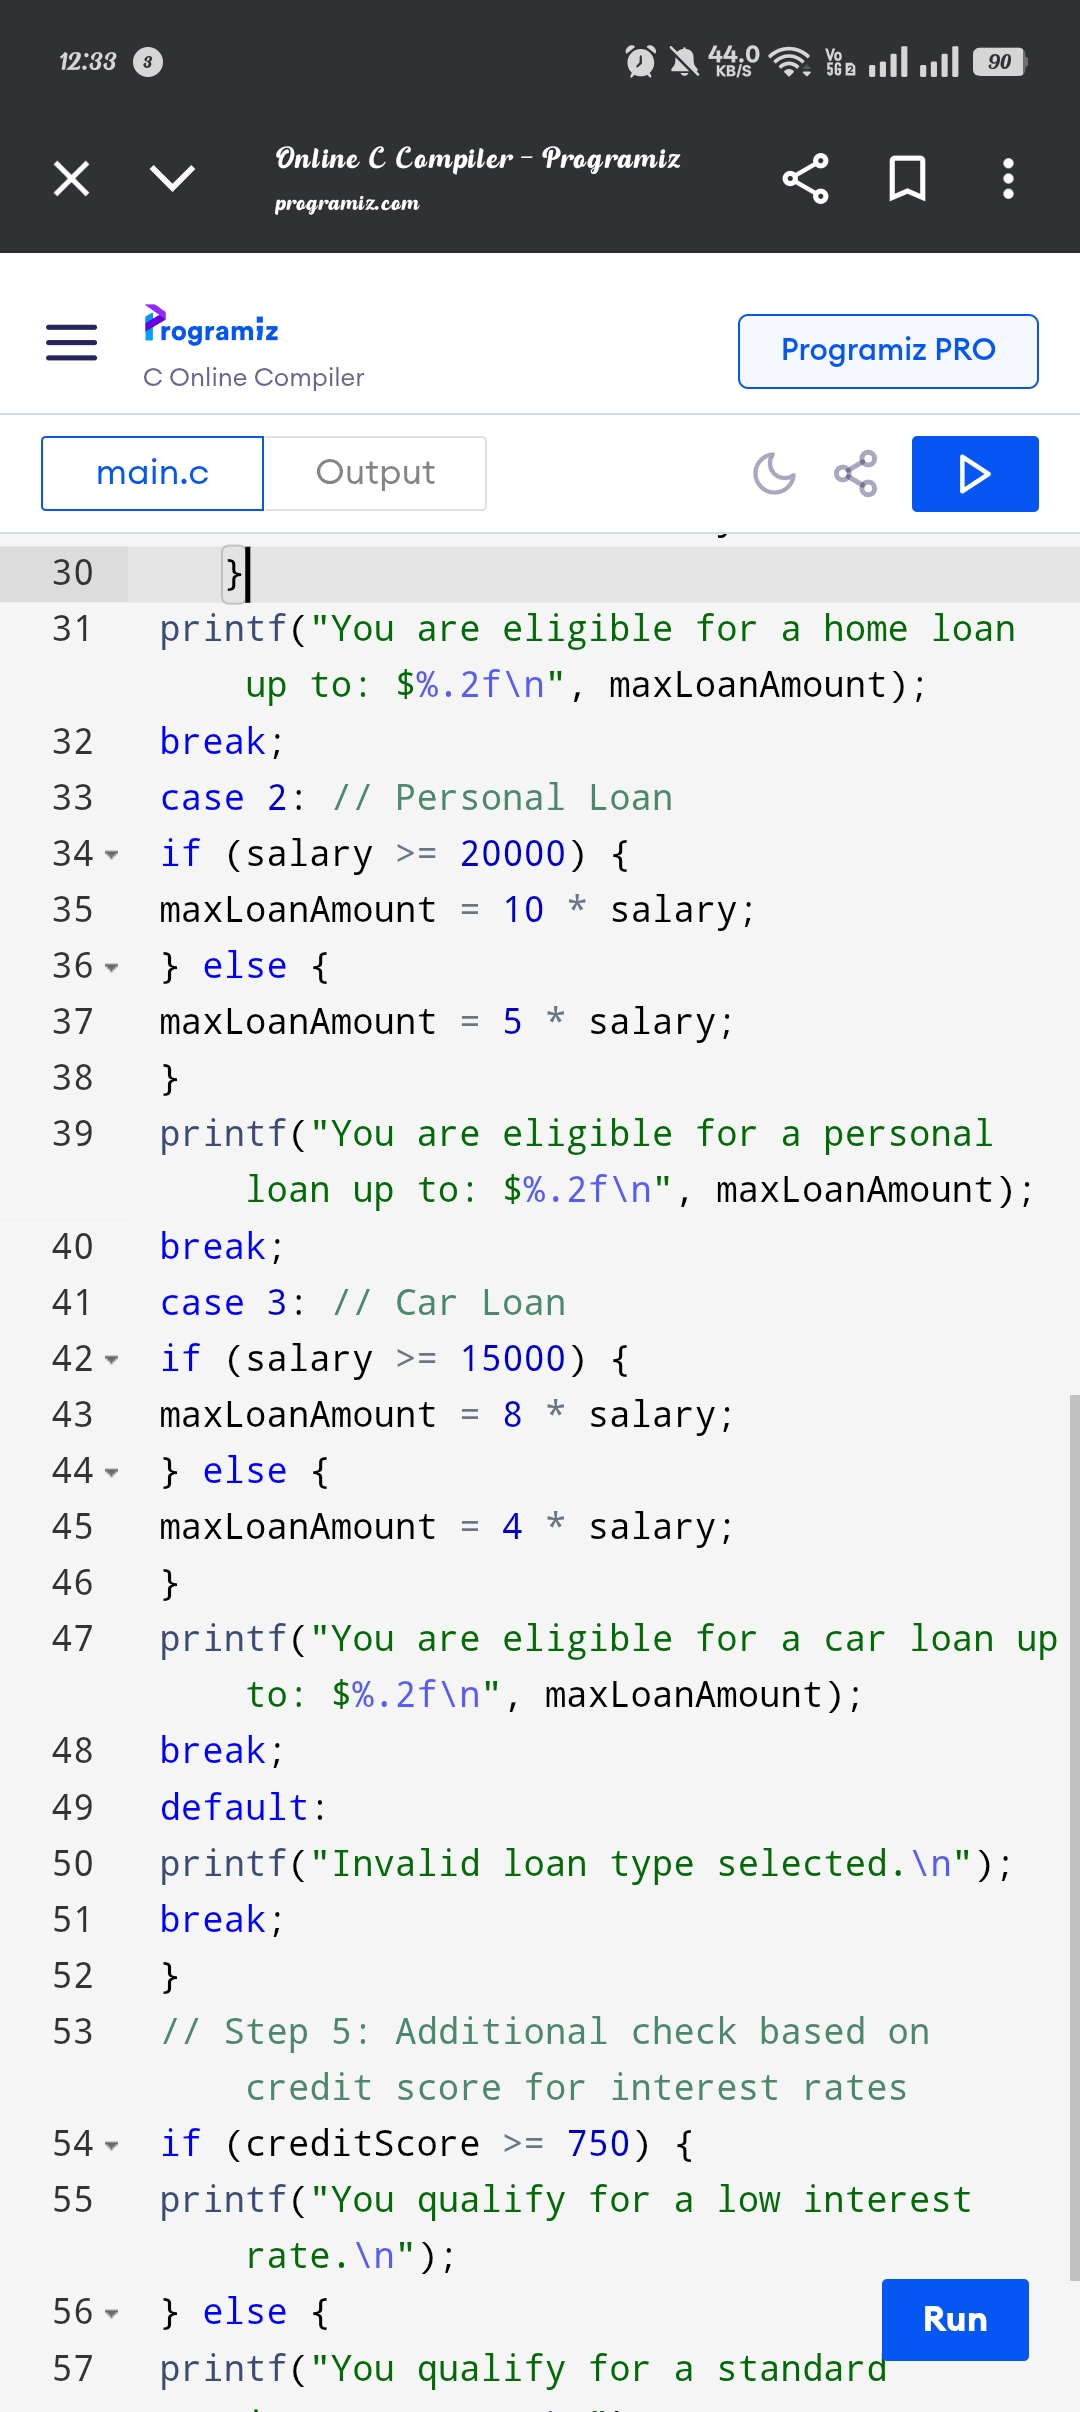 12:33 3 44.0 KB/S Vo 5G 2 90
Online C Compiler - Programiz
programiz.com
Programiz
C Online Compiler
Programiz PRO
main.c Output
30 }
31 printf("You are eligible for a home loan
up to: $%.2f\n", maxLoanAmount);
32 break;
33 case 2: // Personal Loan
34 if (salary >= 20000) {
35 maxLoanAmount = 10 * salary;
36 } else {
37 maxLoanAmount = 5 * salary;
38 }
39 printf("You are eligible for a personal
loan up to: $%.2f\n", maxLoanAmount);
40 break;
41 case 3: // Car Loan
42 if (salary >= 15000) {
43 maxLoanAmount = 8 * salary;
44 } else {
45 maxLoanAmount = 4 * salary;
46 }
47 printf("You are eligible for a car loan up
to: $%.2f\n", maxLoanAmount);
48 break;
49 default:
50 printf("Invalid loan type selected.\n");
51 break;
52 }
53 // Step 5: Additional check based on
credit score for interest rates
54 if (creditScore >= 750) {
55 printf("You qualify for a low interest
rate.\n");
56 } else {
57 printf("You qualify for a standard
Run